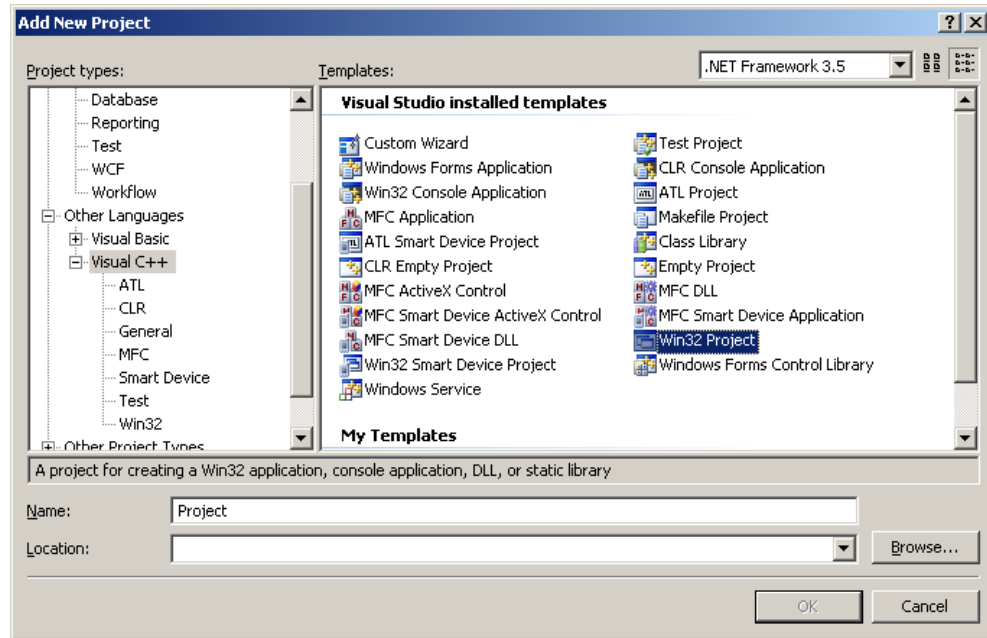 Add New Project
Project types:
Templates:
.NET Framework 3.5
Database
Reporting
Test
WCF
Workflow
Other Languages
Visual Basic
Visual C++
ATL
CLR
General
MFC
Smart Device
Test
Win32
Other Project Types
Visual Studio installed templates
Custom Wizard
Test Project
Windows Forms Application
CLR Console Application
Win32 Console Application
ATL Project
MFC Application
Makefile Project
ATL Smart Device Project
Class Library
CLR Empty Project
Empty Project
MFC ActiveX Control
MFC DLL
MFC Smart Device ActiveX Control
MFC Smart Device Application
MFC Smart Device DLL
Win32 Project
Win32 Smart Device Project
Windows Forms Control Library
Windows Service
My Templates
A project for creating a Win32 application, console application, DLL, or static library
Name:
Project
Location:
Browse...
OK
Cancel